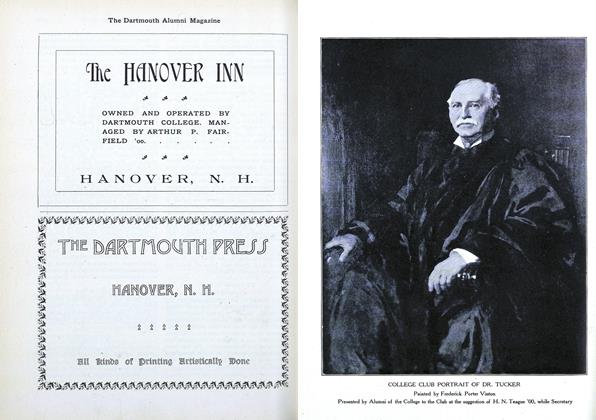 The Dartmouth Alumni Magazine
The HANOVER INN
OWNED AND OPERATED BY
DARTMOUTH COLLEGE. MAN-
AGED BY ARTHUR P. FAIR-
FIELD '00. . . . . .
HANOVER, N. H.
THE DARTMOUTH PRESS
HANOVER, N. H.
All Kinds of Printing Artistically Done
COLLEGE CLUB PORTRAIT OF DR. TUCKER
Painted by Frederick Porter Vinton
Presented by Alumni of the College to the Club at the suggestion of H. N. Teague '00, while Secretary